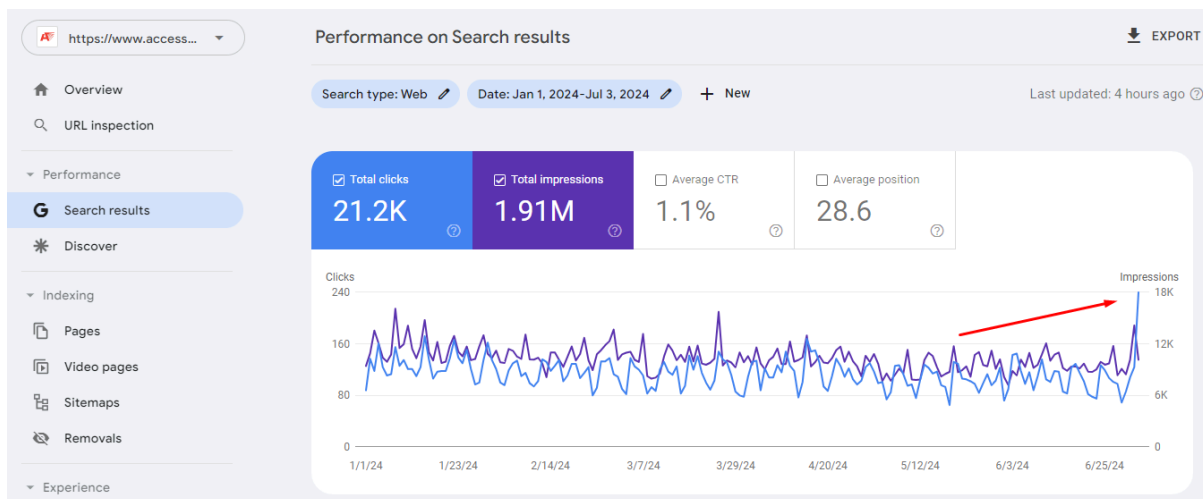 https://www.access...
Performance on Search results
EXPORT
Search type: Web
Date: Jan 1, 2024-Jul 3, 2024
New
Last updated: 4 hours ago
Overview
URL inspection
Performance
Search results
Discover
Indexing
Pages
Video pages
Sitemaps
Removals
Experience
Total clicks
21.2K
Total impressions
1.91M
Average CTR
1.1%
Average position
28.6
Clicks
Impressions
240
160
80
0
18K
12K
6K
0
1/1/24 1/23/24 2/14/24 3/7/24 3/29/24 4/20/24 5/12/24 6/3/24 6/25/24